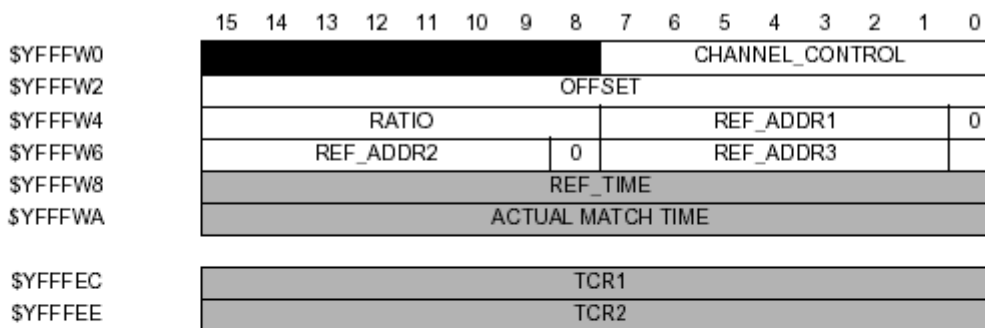 15 14 13 12 11 10 9 8 7 6 5 4 3 2 1 0
$YFFFW0 CHANNEL_CONTROL
$YFFFW2 OFFSET
$YFFFW4 RATIO REF_ADDR1 0
$YFFFW6 REF_ADDR2 0 REF_ADDR3
$YFFFW8 REF_TIME
$YFFFWA ACTUAL MATCH TIME
$YFFFEC TCR1
$YFFFEE TCR2